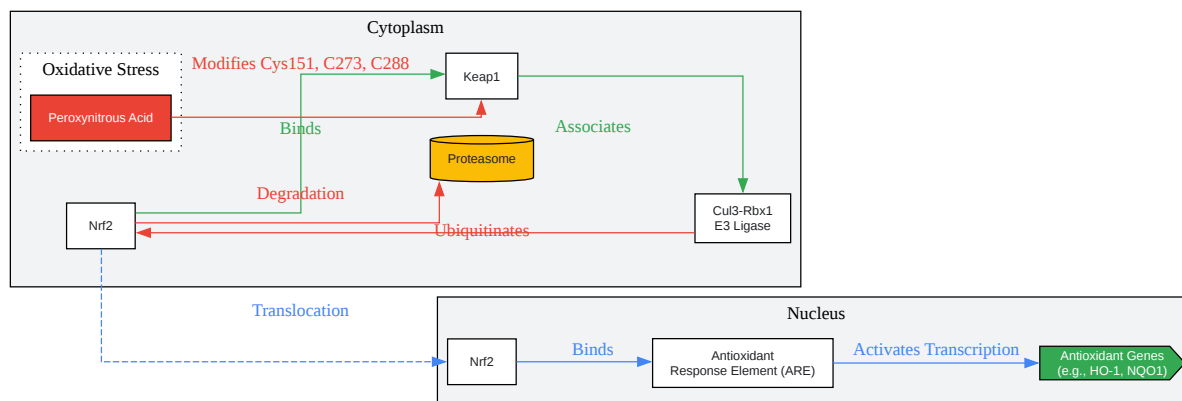 Cytoplasm
Oxidative Stress
Modifies Cys151, C273, C288
Keap1
Peroxynitrous Acid
Binds
Associates
Proteasome
Degradation
Nrf2
Cul3-Rbx1
E3 Ligase
Ubiquitinates
Translocation
Nucleus
Nrf2
Binds
Antioxidant
Response Element (ARE)
Activates Transcription
Antioxidant Genes
(e.g., HO-1, NQO1)